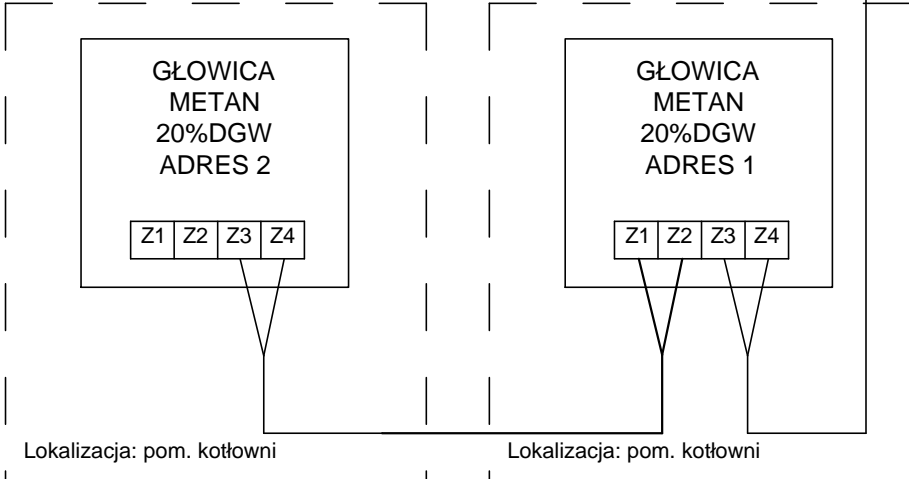 GŁOWICA
METAN
20%DGW
ADRES 2
Z1 Z2 Z3 Z4
Lokalizacja: pom. kotłowni
GŁOWICA
METAN
20%DGW
ADRES 1
Z1 Z2 Z3 Z4
Lokalizacja: pom. kotłowni